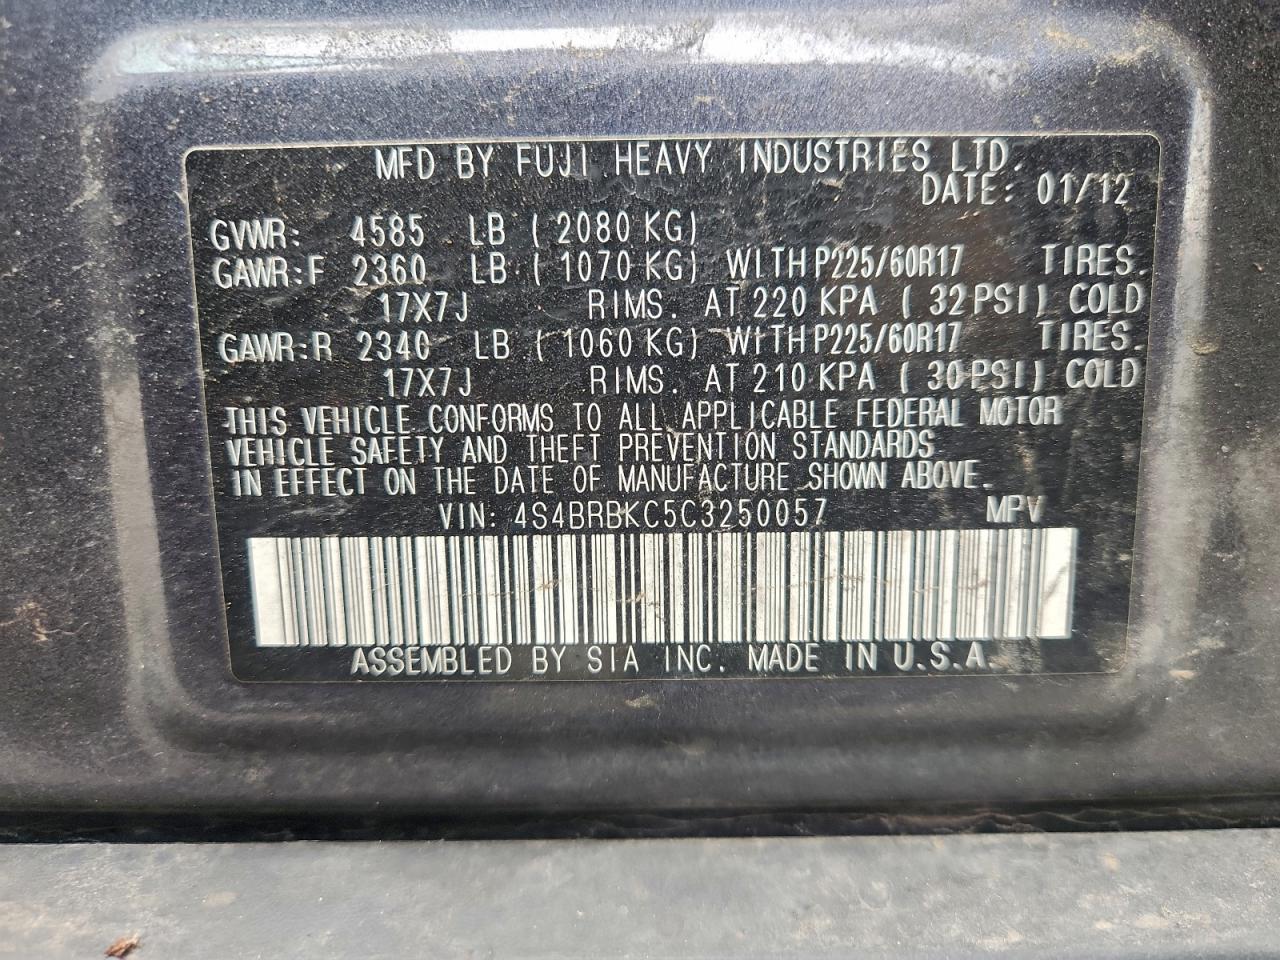 MFD BY FUJI HEAVY INDUSTRIES LTD.
DATE: 01/12
GVWR: 4585 LB ( 2080 KG)
GAWR:F 2360 LB ( 1070 KG) WITH P225/60R17 TIRES.
17X7J RIMS. AT 220 KPA ( 32 PSI) COLD
GAWR:R 2340 LB ( 1060 KG) WITH P225/60R17 TIRES.
17X7J RIMS. AT 210 KPA ( 30 PSI) COLD
THIS VEHICLE CONFORMS TO ALL APPLICABLE FEDERAL MOTOR
VEHICLE SAFETY AND THEFT PREVENTION STANDARDS
IN EFFECT ON THE DATE OF MANUFACTURE SHOWN ABOVE.
VIN: 4S4BRBKC5C3250057 MPV
ASSEMBLED BY SIA INC. MADE IN U.S.A.